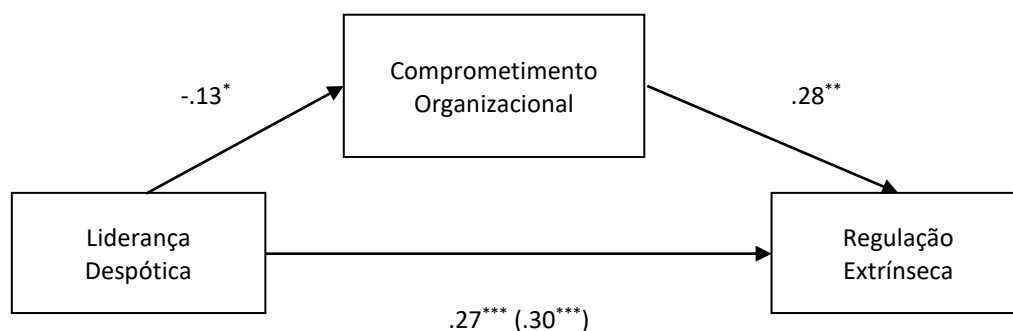 Comprometimento
Organizacional
-.13*
.28**
Liderança
Despótica
Regulação
Extrínseca
.27*** (.30***)